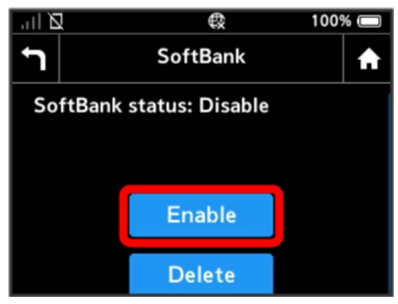 100%
SoftBank
SoftBank status: Disable
Enable
Delete